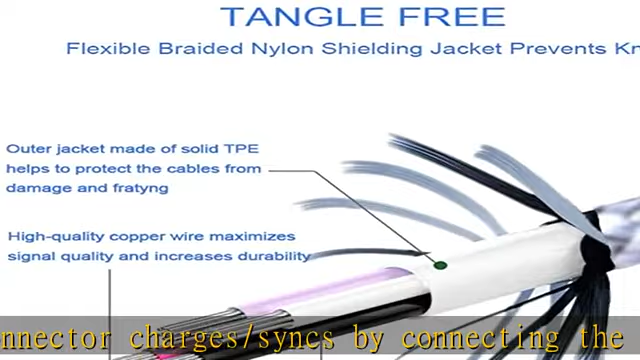 TANGLE FREE
Flexible Braided Nylon Shielding Jacket Prevents
Outer jacket made of solid TPE
helps to protect the cables from
damage and fratyng
High-quality copper wire maximizes
signal quality and increases durability
charges/syncs by connecting the